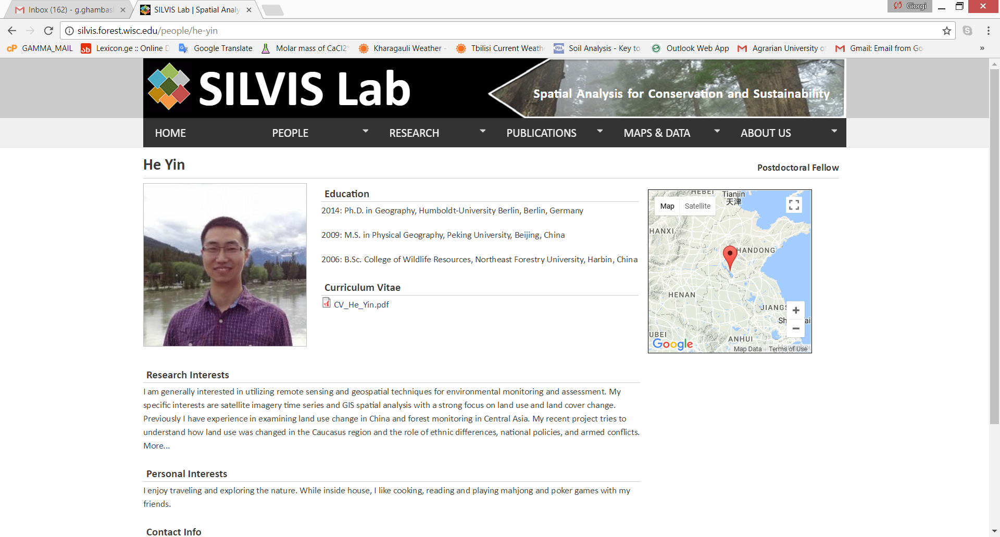 Inbox (162) - g.ghambas
SILVIS Lab | Spatial Analy
Giorgi
silvis.forest.wisc.edu/people/he-yin
GAMMA_MAIL
Lexicon.ge :: Online D
Google Translate
Molar mass of CaCl2*
Kharagauli Weather -
Tbilisi Current Weath
Soil Analysis - Key to
Outlook Web App
Agrarian University o
Gmail: Email from Go
»
SILVIS Lab
Spatial Analysis for Conservation and Sustainability
HOME
PEOPLE
RESEARCH
PUBLICATIONS
MAPS & DATA
ABOUT US
He Yin
Postdoctoral Fellow
Education
2014: Ph.D. in Geography, Humboldt-University Berlin, Berlin, Germany
2009: M.S. in Physical Geography, Peking University, Beijing, China
2006: B.Sc. College of Wildlife Resources, Northeast Forestry University, Harbin, China
Curriculum Vitae
CV_He_Yin.pdf
HEBEI
Tianjin
天津
Map
Satellite
HANXI
HANDONG
HENAN
JIANGS
Sh ai
UBEI
ANHUI
Google
Map Data
Terms of Use
Research Interests
I am generally interested in utilizing remote sensing and geospatial techniques for environmental monitoring and assessment. My
specific interests are satellite imagery time series and GIS spatial analysis with a strong focus on land use and land cover change.
Previously I have experience in examining land use change in China and forest monitoring in Central Asia. My recent project tries to
understand how land use was changed in the Caucasus region and the role of ethnic differences, national policies, and armed conflicts.
More...
Personal Interests
I enjoy traveling and exploring the nature. While inside house, I like cooking, reading and playing mahjong and poker games with my
friends.
Contact Info